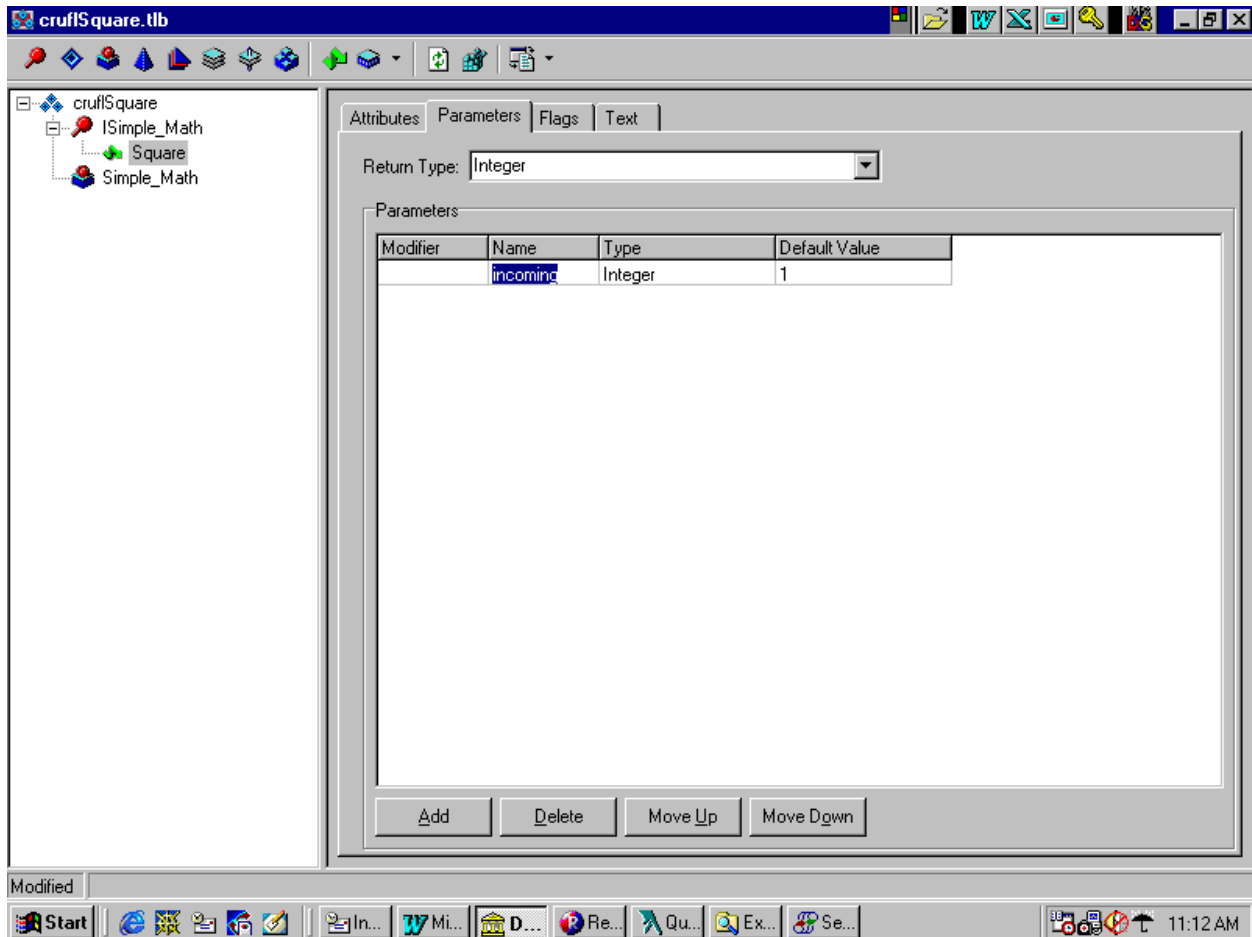 cruflSquare.tlb
cruflSquare
ISimple_Math
Square
Simple_Math
Attributes Parameters Flags Text
Return Type: Integer
Parameters
Modifier Name Type Default Value
incoming Integer 1
Add Delete Move Up Move Down
Modified
Start In... Mi... D... Re... Qu... Ex... Se... 11:12 AM